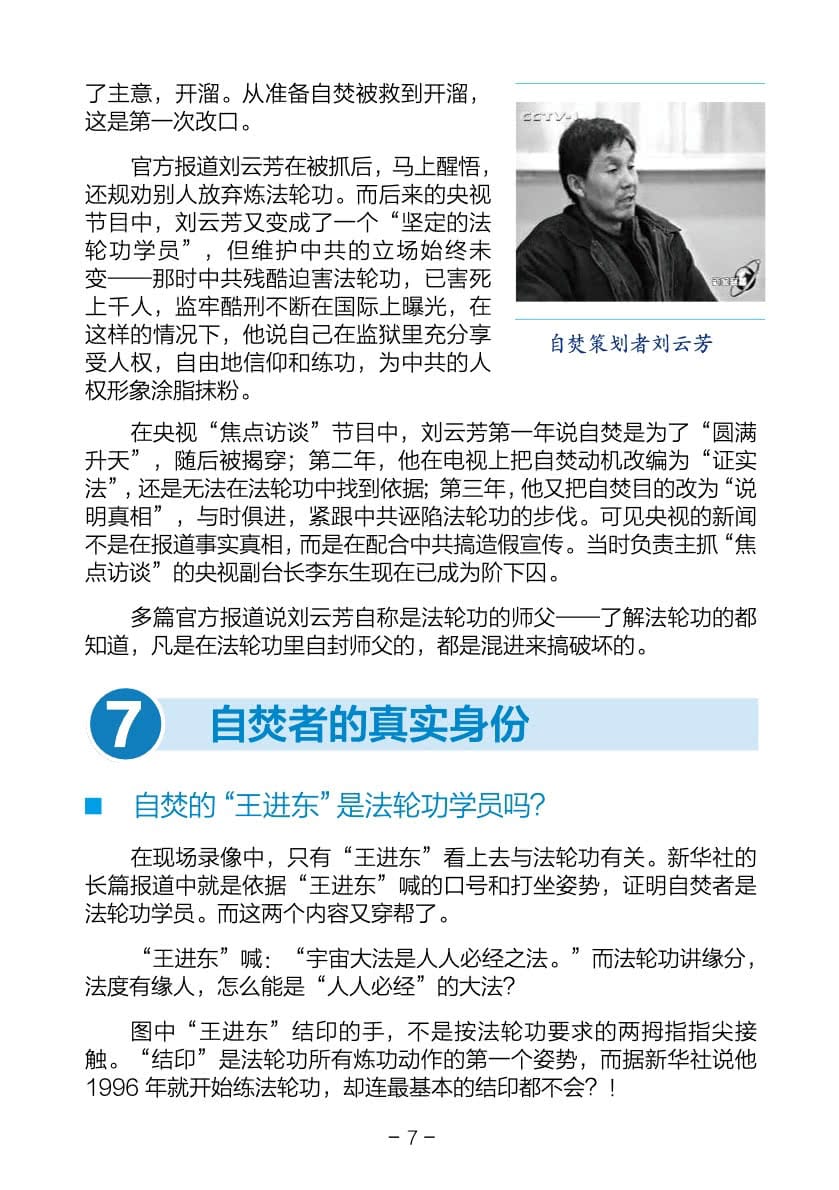 了主意，开溜。从准备自焚被救到开溜，
这是第一次改口。
官方报道刘云芳在被抓后，马上醒悟，
还规劝别人放弃炼法轮功。而后来的央视
节目中，刘云芳又变成了一个“坚定的法
轮功学员”，但维护中共的立场始终未
变——那时中共残酷迫害法轮功，已害死
上千人，监牢酷刑不断在国际上曝光，在
这样的情况下，他说自己在监狱里充分享
受人权，自由地信仰和练功，为中共的人
权形象涂脂抹粉。
CCTV-1
自焚策划者刘云芳
在央视“焦点访谈”节目中，刘云芳第一年说自焚是为了“圆满
升天”，随后被揭穿；第二年，他在电视上把自焚动机改编为“证实
法”，还是无法在法轮功中找到依据；第三年，他又把自焚目的改为“说
明真相”，与时俱进，紧跟中共诬陷法轮功的步伐。可见央视的新闻
不是在报道事实真相，而是在配合中共搞造假宣传。当时负责主抓“焦
点访谈”的央视副台长李东生现在已成为阶下囚。
多篇官方报道说刘云芳自称是法轮功的师父——了解法轮功的都
知道，凡是在法轮功里自封师父的，都是混进来搞破坏的。
7 自焚者的真实身份
■ 自焚的“王进东”是法轮功学员吗？
在现场录像中，只有“王进东”看上去与法轮功有关。新华社的
长篇报道中就是依据“王进东”喊的口号和打坐姿势，证明自焚者是
法轮功学员。而这两个内容又穿帮了。
“王进东”喊：“宇宙大法是人人必经之法。”而法轮功讲缘分，
法度有缘人，怎么能是“人人必经”的大法？
图中“王进东”结印的手，不是按法轮功要求的两拇指指尖接
触。“结印”是法轮功所有炼功动作的第一个姿势，而据新华社说他
1996 年就开始练法轮功，却连最基本的结印都不会？！
- 7 -